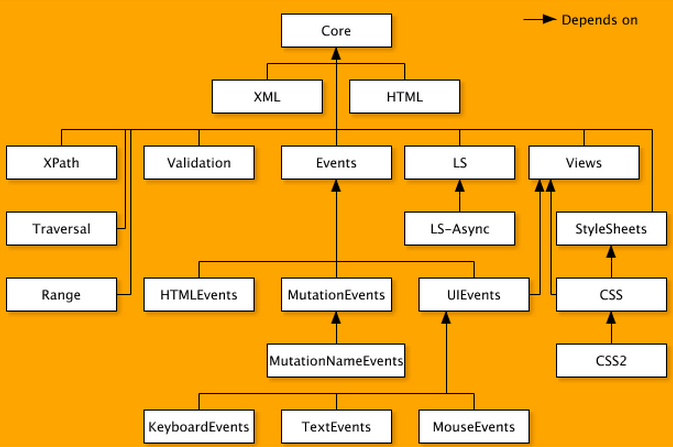 Core
Depends on
XML
HTML
XPath
Validation
Events
LS
Views
Traversal
LS-Async
StyleSheets
Range
HTMLEvents
MutationEvents
UIEvents
CSS
MutationNameEvents
CSS2
KeyboardEvents
TextEvents
MouseEvents